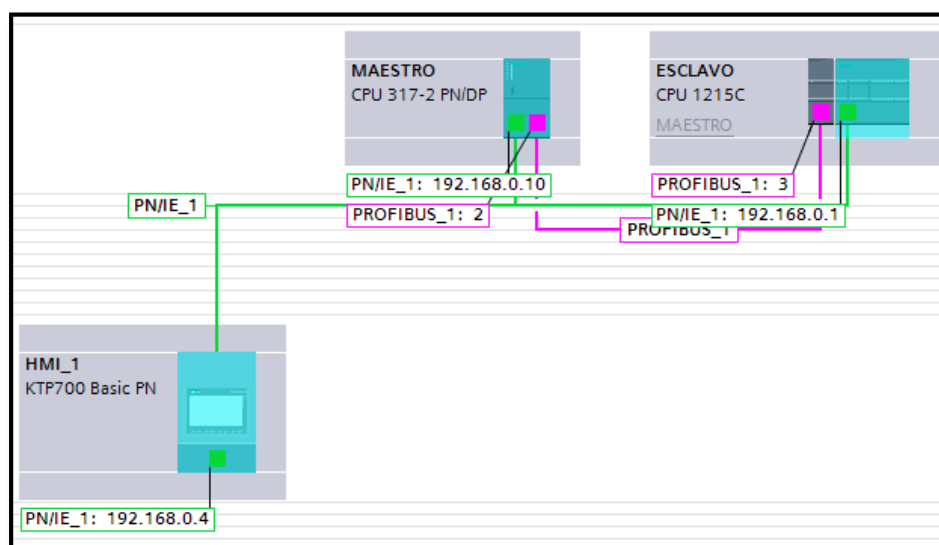 MAESTRO
CPU 317-2 PN/DP
ESCLAVO
CPU 1215C
MAESTRO
PN/IE_1: 192.168.0.10
PROFIBUS_1: 3
PN/IE_1
PROFIBUS_1: 2
PN/IE_1: 192.168.0.1
PROFIBUS_1
HMI_1
KTP700 Basic PN
PN/IE_1: 192.168.0.4